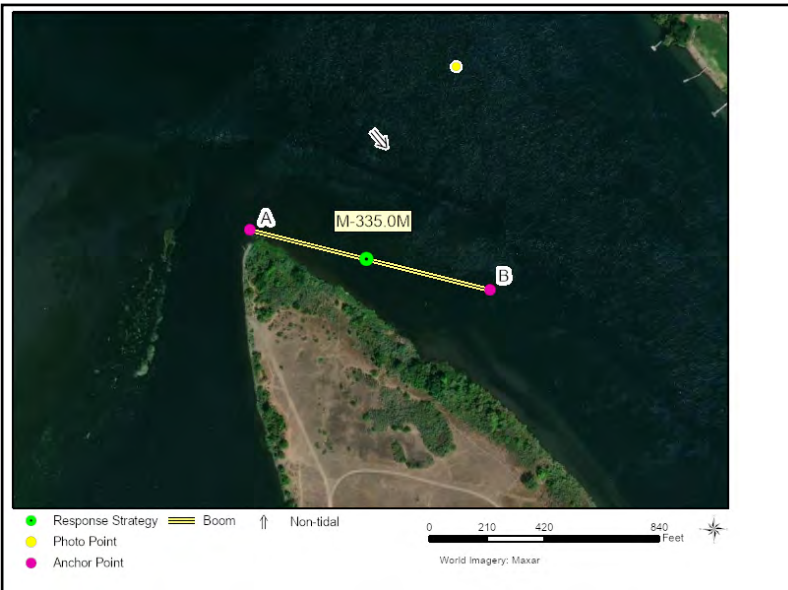 A
M-335.0M
B
Response Strategy Boom Non-tidal
Photo Point
Anchor Point
0 210 420 840
Feet
World Imagery: Maxar